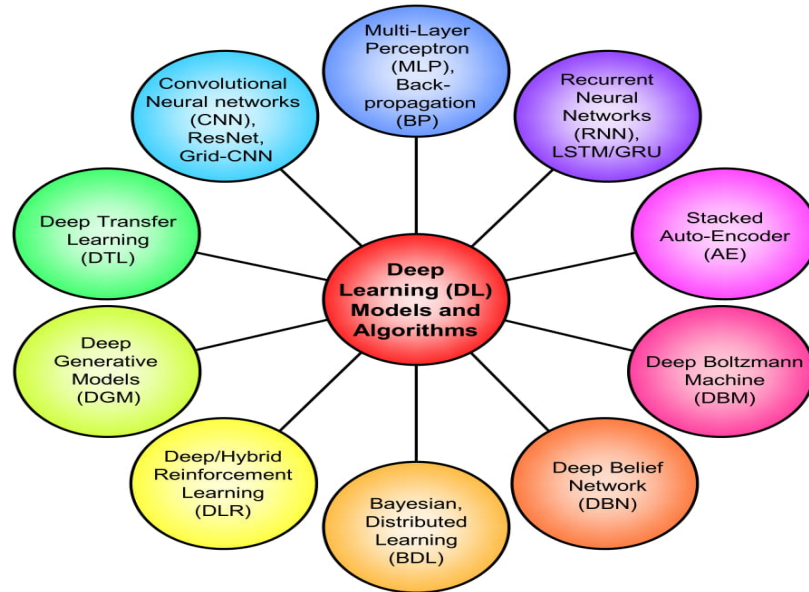 Multi-Layer
Perceptron
(MLP),
Back-
propagation
(BP)
Recurrent
Neural
Networks
(RNN),
LSTM/GRU
Stacked
Auto-Encoder
(AE)
Deep Boltzmann
Machine
(DBM)
Deep Belief
Network
(DBN)
Bayesian,
Distributed
Learning
(BDL)
Deep/Hybrid
Reinforcement
Learning
(DLR)
Deep
Generative
Models
(DGM)
Deep Transfer
Learning
(DTL)
Convolutional
Neural networks
(CNN),
ResNet,
Grid-CNN
Deep
Learning (DL)
Models and
Algorithms